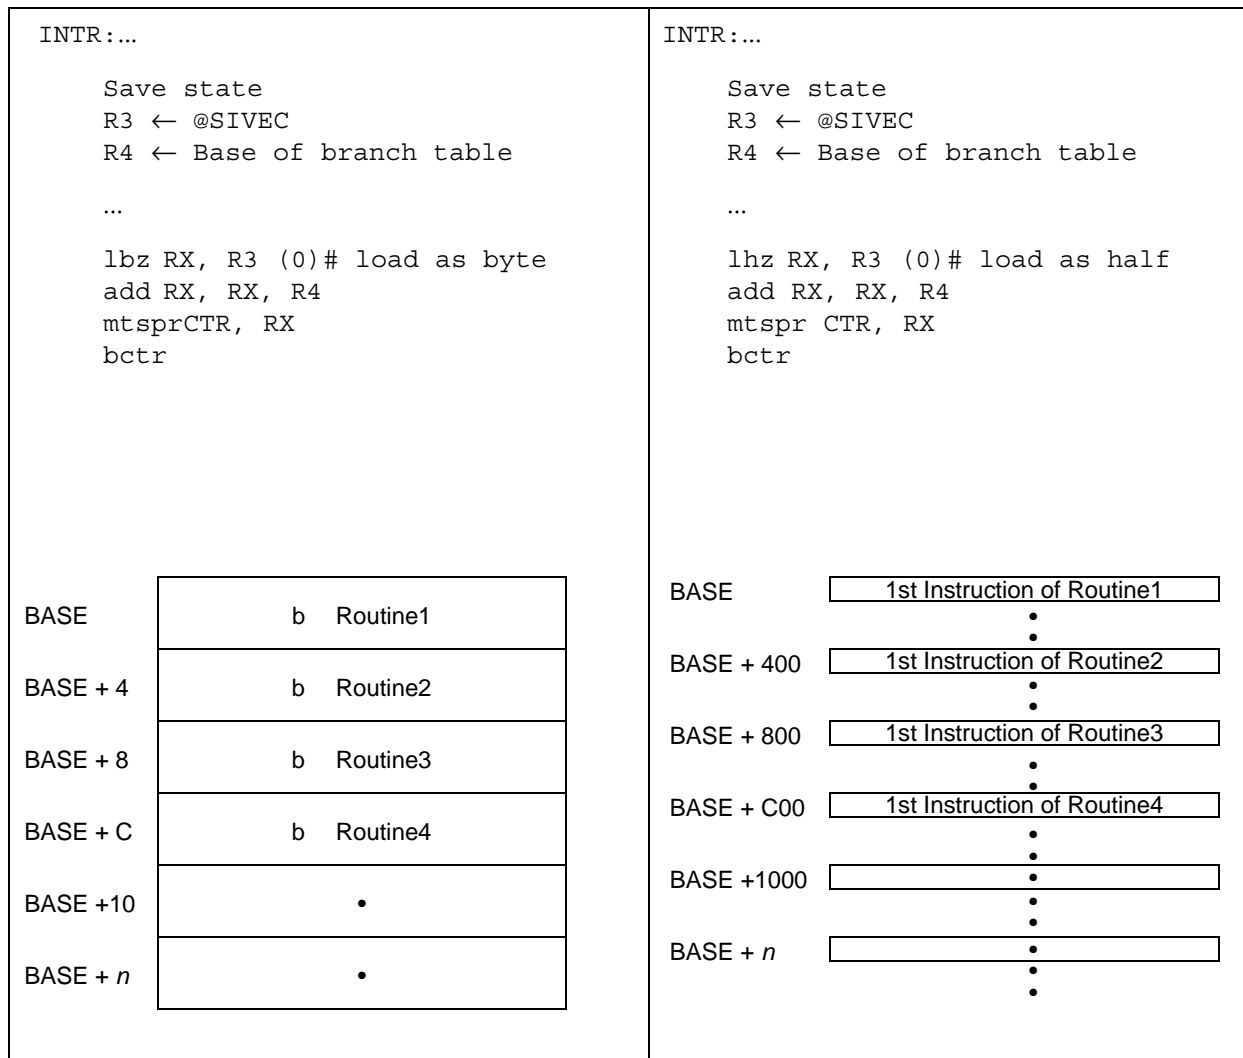 INTR:…
Save state
R3 ← @SIVEC
R4 ← Base of branch table
…
lbz RX, R3 (0)# load as byte
add RX, RX, R4
mtsprCTR, RX
bctr
BASE b Routine1
BASE + 4 b Routine2
BASE + 8 b Routine3
BASE + C b Routine4
BASE +10 •
BASE + n •
INTR:…
Save state
R3 ← @SIVEC
R4 ← Base of branch table
…
lhz RX, R3 (0)# load as half
add RX, RX, R4
mtspr CTR, RX
bctr
BASE 1st Instruction of Routine1
•
•
BASE + 400 1st Instruction of Routine2
•
•
BASE + 800 1st Instruction of Routine3
•
•
BASE + C00 1st Instruction of Routine4
•
•
BASE +1000 •
•
•
BASE + n •
•
•